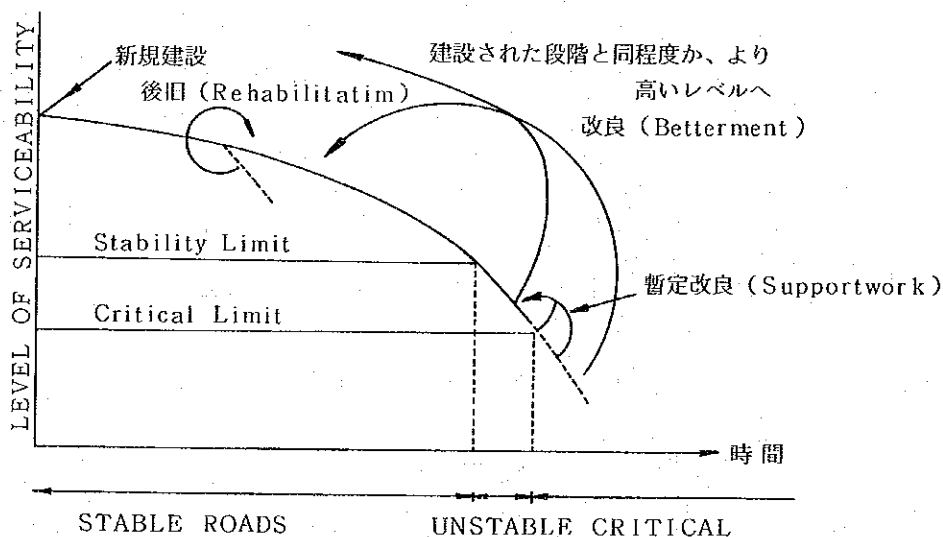 LEVEL OF SERVICEABILITY
新規建設
後旧(Rehabilitatim)
建設された段階と同程度か、より
高いレベルへ
改良(Betterment)
Stability Limit
暫定改良(Supportwork)
Critical Limit
時間
STABLE ROADS
UNSTABLE CRITICAL